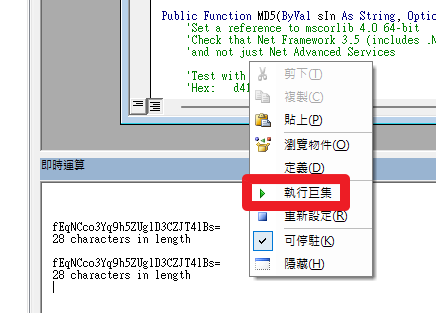 Public Function MD5(ByVal sIn As String, Optio
'Set a reference to mscorlib 4.0 64-bit
'Check that Net Framework 3.5 (includes .N
'and not just Net Advanced Services
'Test with
'Hex: d41
剪下(T)
複製(C)
貼上(P)
瀏覽物件(O)
定義(D)
執行巨集
重新設定(R)
可停駐(K)
隱藏(H)
即時運算
fEqNCco3Yq9h5ZUglD3CZJT4lBs=
28 characters in length
fEqNCco3Yq9h5ZUglD3CZJT4lBs=
28 characters in length